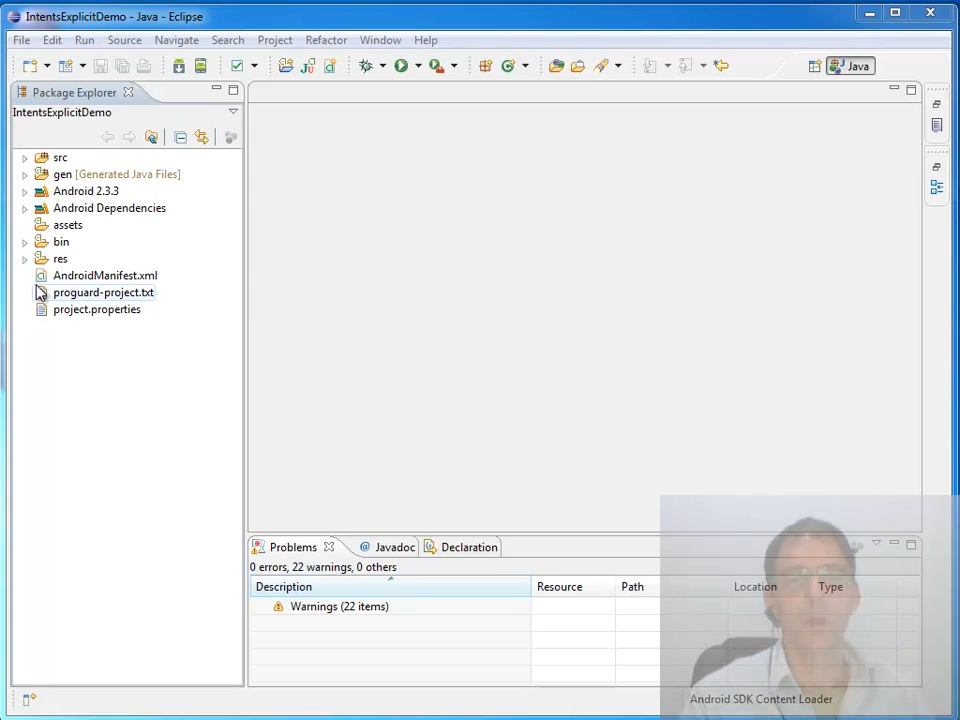 IntentsExplicitDemo - Java - Eclipse
File Edit Run Source Navigate Search Project Refactor Window Help
Java
Package Explorer
IntentsExplicitDemo
src
gen [Generated Java Files]
Android 2.3.3
Android Dependencies
assets
bin
res
AndroidManifest.xml
proguard-project.txt
project.properties
Problems @ Javadoc Declaration
0 errors, 22 warnings, 0 others
Description Resource Path Location Type
Warnings (22 items)
Android SDK Content Loader